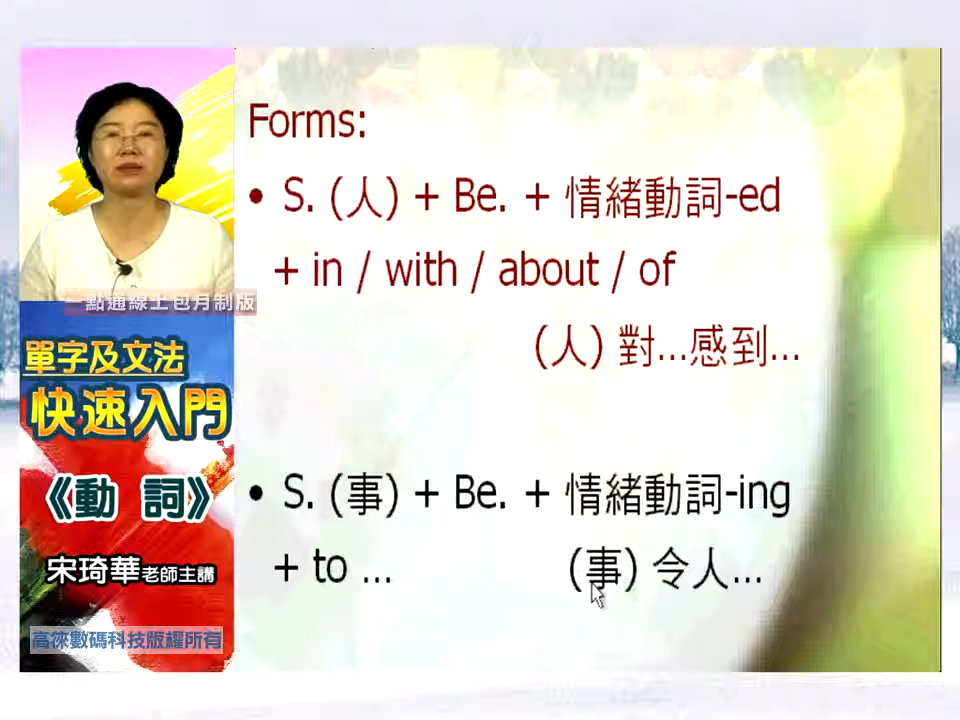 Forms:
• S. (人) + Be. + 情緒動詞-ed
+ in / with / about / of
(人) 對...感到...
• S. (事) + Be. + 情緒動詞-ing
+ to ...
(事) 令人...
一點通線上包月制版
單字及文法
快速入門
《動 詞》
宋琦華老師主講
高徠數碼科技版權所有